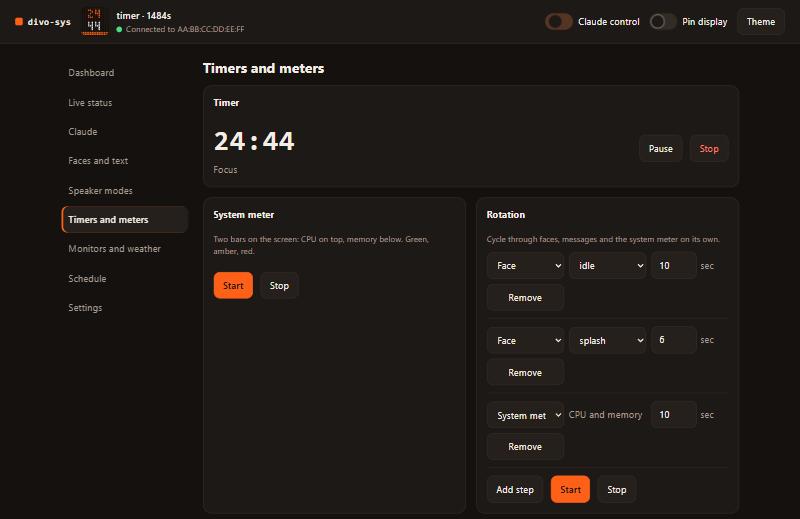 divo-sys
24
44
timer · 1484s
Connected to AA:BB:CC:DD:EE:FF
Claude control
Pin display
Theme
Dashboard
Live status
Claude
Faces and text
Speaker modes
Timers and meters
Monitors and weather
Schedule
Settings
Timers and meters
Timer
24:44
Focus
Pause
Stop
System meter
Two bars on the screen: CPU on top, memory below. Green,
amber, red.
Start
Stop
Rotation
Cycle through faces, messages and the system meter on its own.
Face idle 10 sec
Remove
Face splash 6 sec
Remove
System met CPU and memory 10 sec
Remove
Add step Start Stop